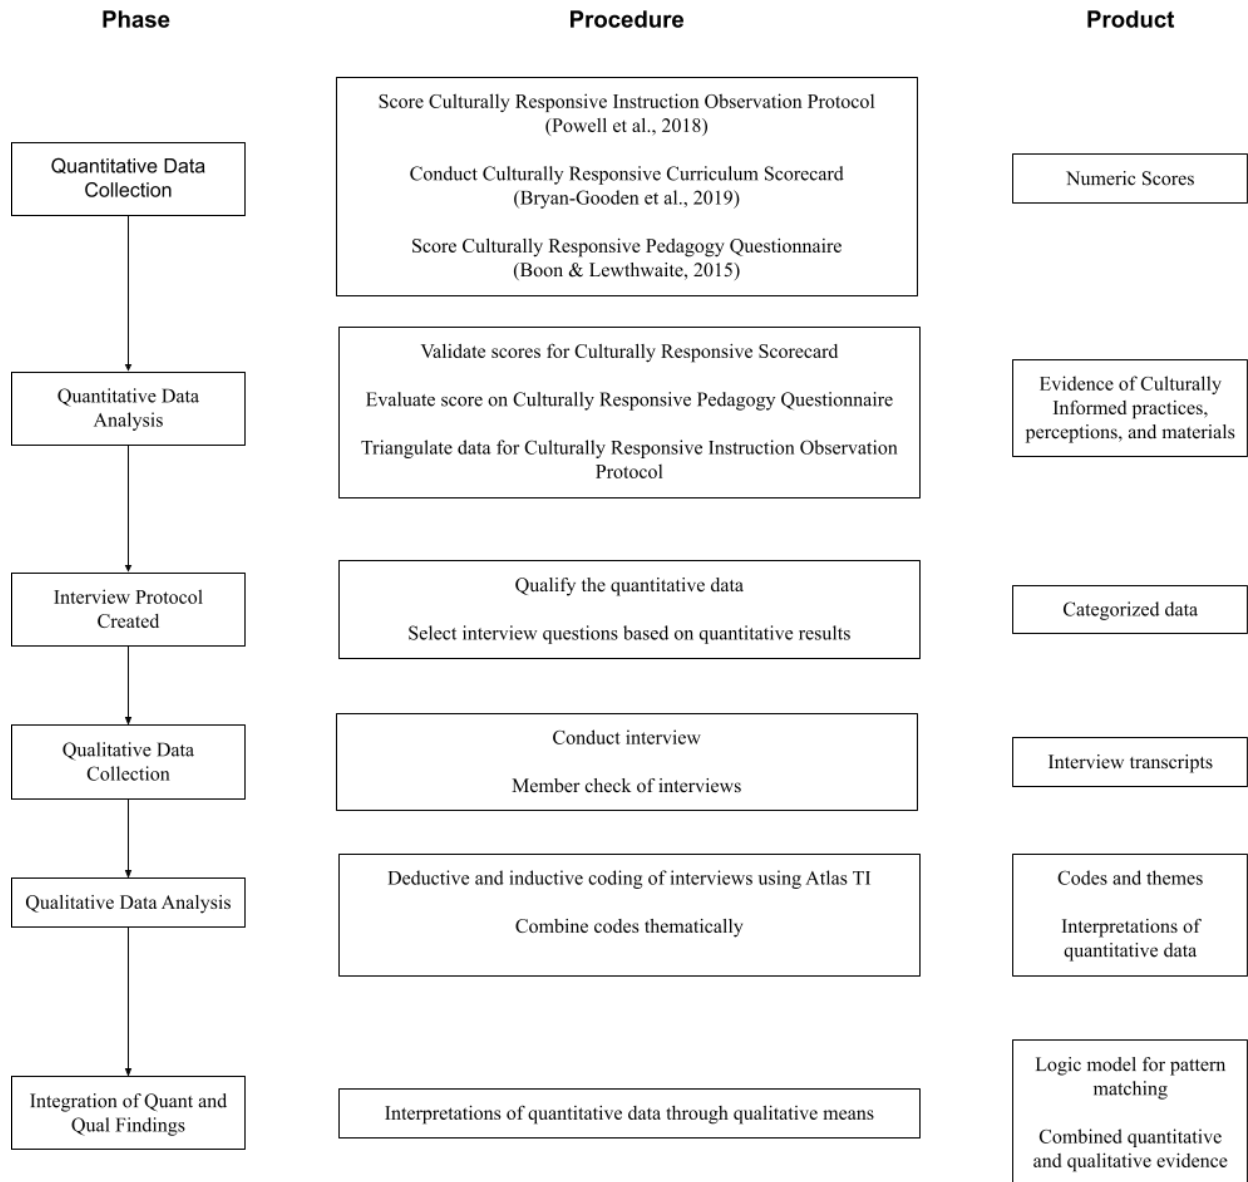 Phase
Procedure
Product
Quantitative Data
Collection
Score Culturally Responsive Instruction Observation Protocol
(Powell et al., 2018)
Conduct Culturally Responsive Curriculum Scorecard
(Bryan-Gooden et al., 2019)
Score Culturally Responsive Pedagogy Questionnaire
(Boon & Lewthwaite, 2015)
Numeric Scores
Quantitative Data
Analysis
Validate scores for Culturally Responsive Scorecard
Evaluate score on Culturally Responsive Pedagogy Questionnaire
Triangulate data for Culturally Responsive Instruction Observation
Protocol
Evidence of Culturally
Informed practices,
perceptions, and materials
Interview Protocol
Created
Qualify the quantitative data
Select interview questions based on quantitative results
Categorized data
Qualitative Data
Collection
Conduct interview
Member check of interviews
Interview transcripts
Qualitative Data Analysis
Deductive and inductive coding of interviews using Atlas TI
Combine codes thematically
Codes and themes
Interpretations of
quantitative data
Integration of Quant and
Qual Findings
Interpretations of quantitative data through qualitative means
Logic model for pattern
matching
Combined quantitative
and qualitative evidence